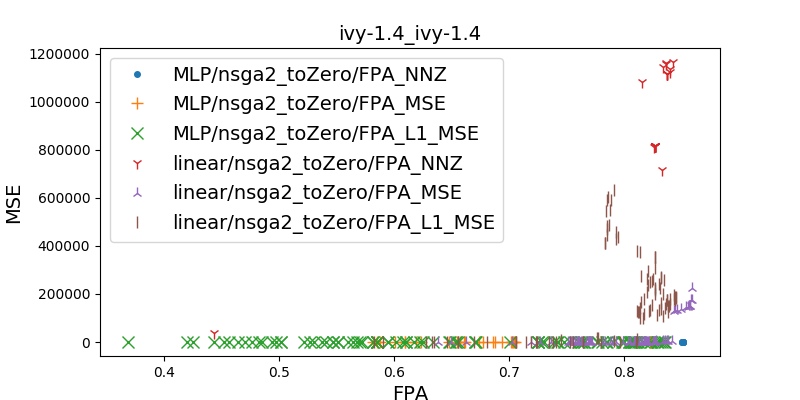 ivy-1.4_ivy-1.4
1200000
1000000
800000
600000
400000
200000
0
MSE
MLP/nsga2_toZero/FPA_NNZ
MLP/nsga2_toZero/FPA_MSE
MLP/nsga2_toZero/FPA_L1_MSE
linear/nsga2_toZero/FPA_NNZ
linear/nsga2_toZero/FPA_MSE
linear/nsga2_toZero/FPA_L1_MSE
0.4 0.5 0.6 0.7 0.8
FPA